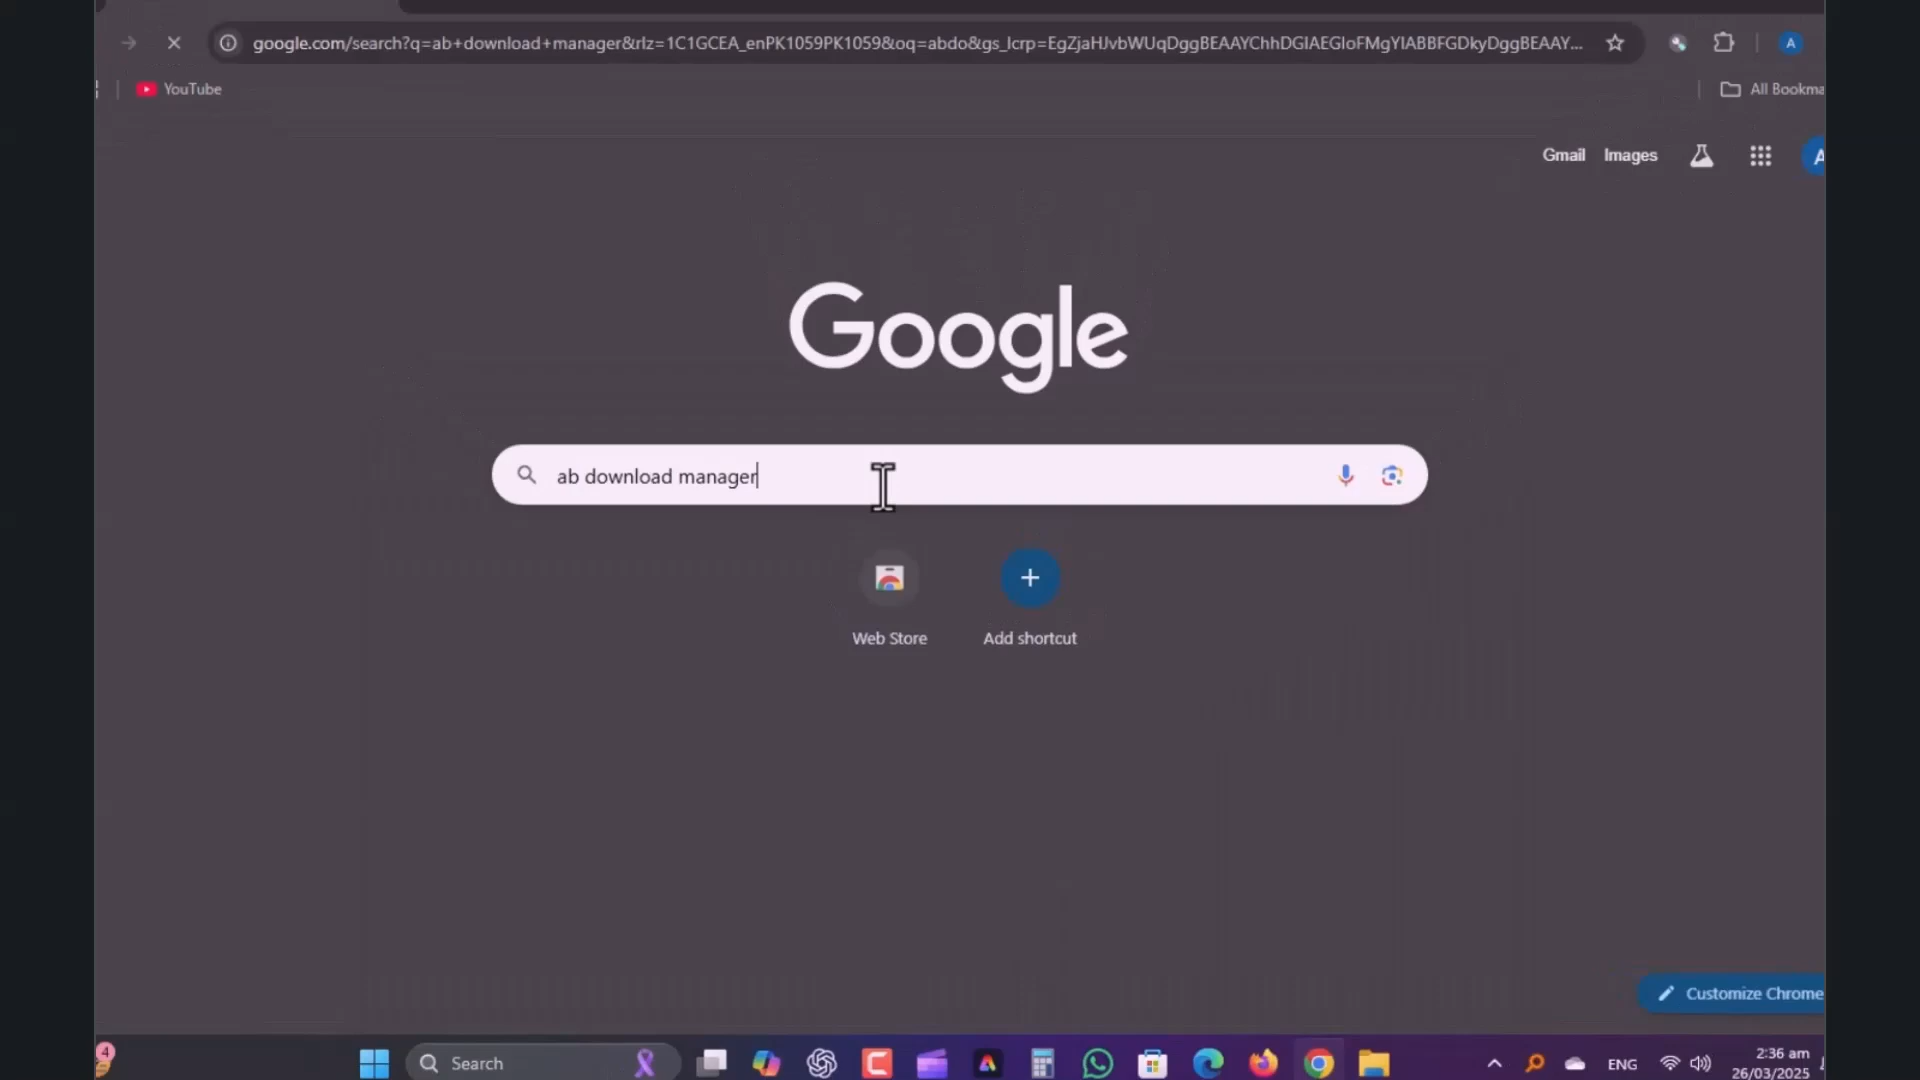 google.com/search?q=ab+download+manager&rlz=1C1GCEA_enPK1059PK1059&oq=abdo&gs_lcrp=EgZjaHJvbWUqDggBEAAYChhDGIAEGIoFMgYIABBFGDkyDggBEAAY...
YouTube
All Bookma
Gmail Images
A
A
Google
ab download manager
Web Store
Add shortcut
Customize Chrome
4
Search
ENG
2:36 am
26/03/2025